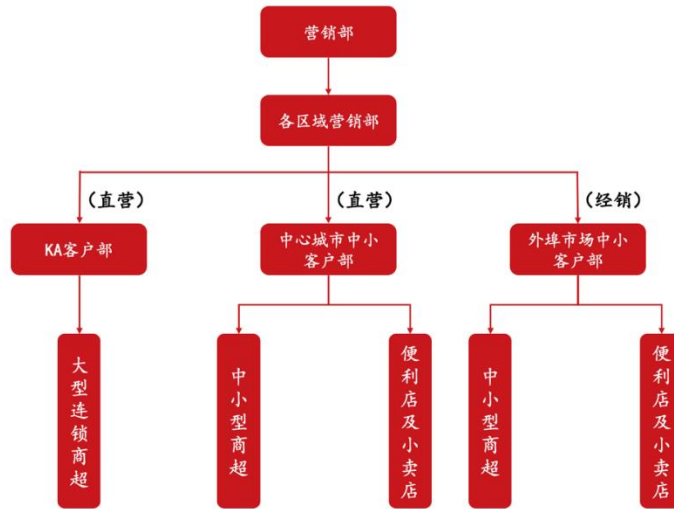 营销部
各区域营销部
（直营）
（直营）
（经销）
KA客户部
中心城市中小
客户部
外埠市场中小
客户部
大型连锁商超
中小型商超
便利店及小卖店
中小型商超
便利店及小卖店